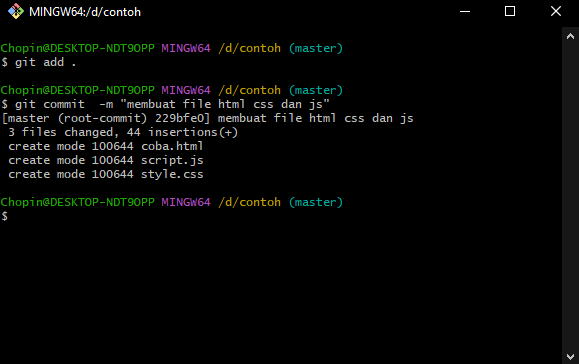 MINGW64:/d/contoh
Chopin@DESKTOP-NDT9OPP MINGW64 /d/contoh (master)
$ git add .
Chopin@DESKTOP-NDT9OPP MINGW64 /d/contoh (master)
$ git commit  -m "membuat file html css dan js"
[master (root-commit) 229bfe0] membuat file html css dan js
 3 files changed, 44 insertions(+)
 create mode 100644 coba.html
 create mode 100644 script.js
 create mode 100644 style.css
Chopin@DESKTOP-NDT9OPP MINGW64 /d/contoh (master)
$